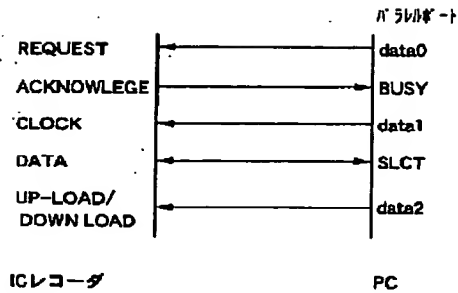 ﾊﾟﾗﾚﾙﾎﾟｰﾄ
REQUEST data0
ACKNOWLEGE BUSY
CLOCK data1
DATA SLCT
UP-LOAD/
DOWN LOAD data2
ICレコーダ PC